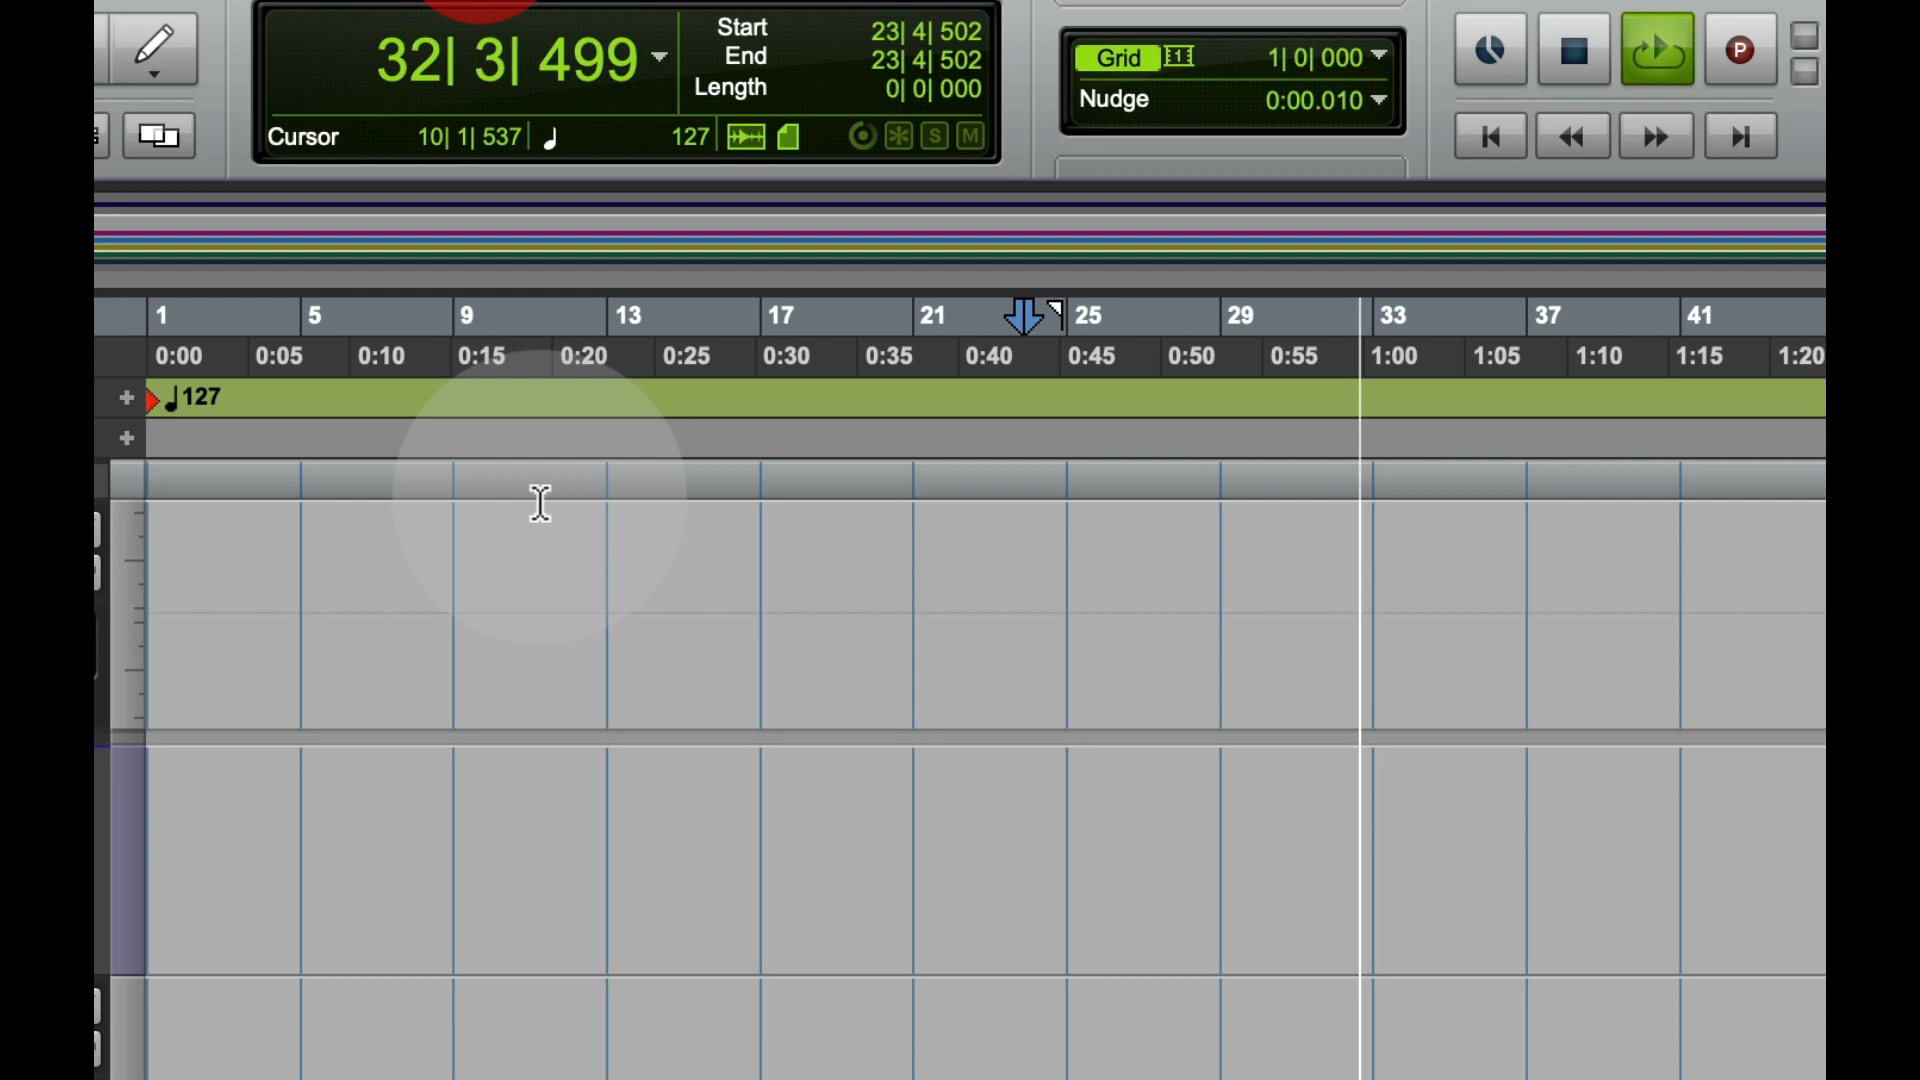 32| 3| 499
Start 23| 4| 502
End 23| 4| 502
Length 0| 0| 000
Cursor 10| 1| 537 127
S M
Grid 1| 0| 000
Nudge 0:00.010
P
1 5 9 13 17 21 25 29 33 37 41
0:00 0:05 0:10 0:15 0:20 0:25 0:30 0:35 0:40 0:45 0:50 0:55 1:00 1:05 1:10 1:15 1:20
+ 127
+